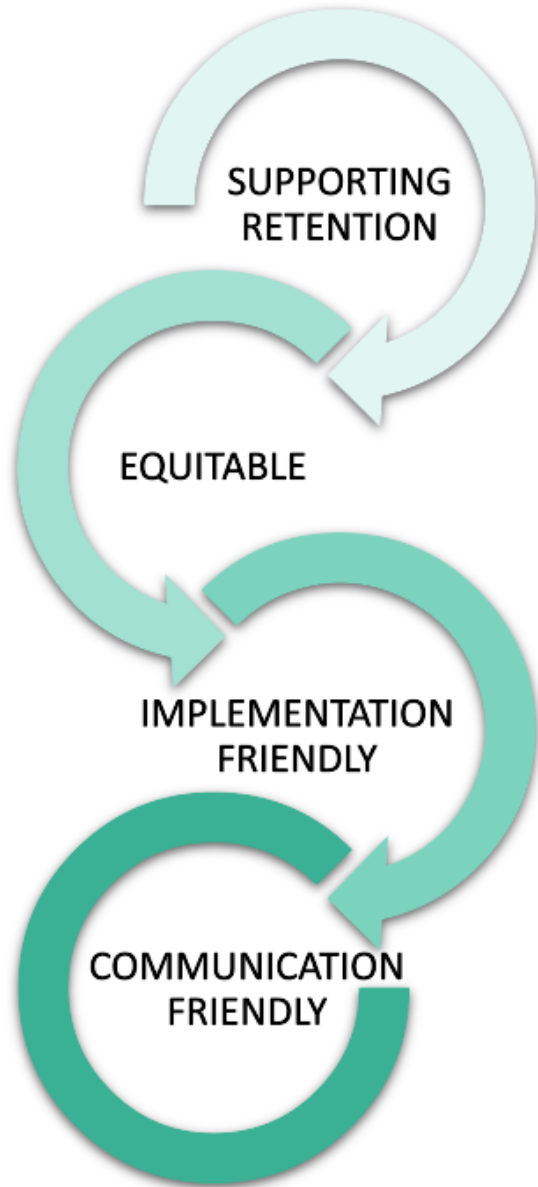 SUPPORTING
RETENTION
EQUITABLE
IMPLEMENTATION
FRIENDLY
COMMUNICATION
FRIENDLY